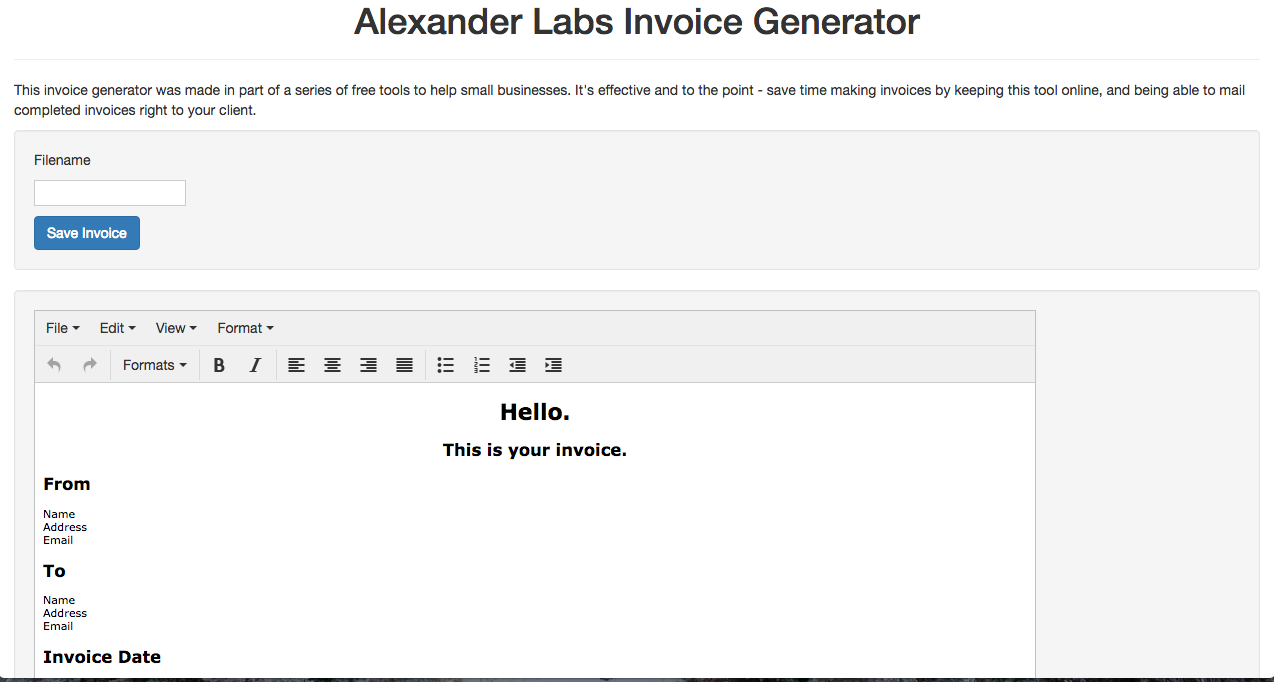 Alexander Labs Invoice Generator
This invoice generator was made in part of a series of free tools to help small businesses. It's effective and to the point - save time making invoices by keeping this tool online, and being able to mail
completed invoices right to your client.
Filename
Save Invoice
File Edit View Format
Formats B I
Hello.
This is your invoice.
From
Name
Address
Email
To
Name
Address
Email
Invoice Date